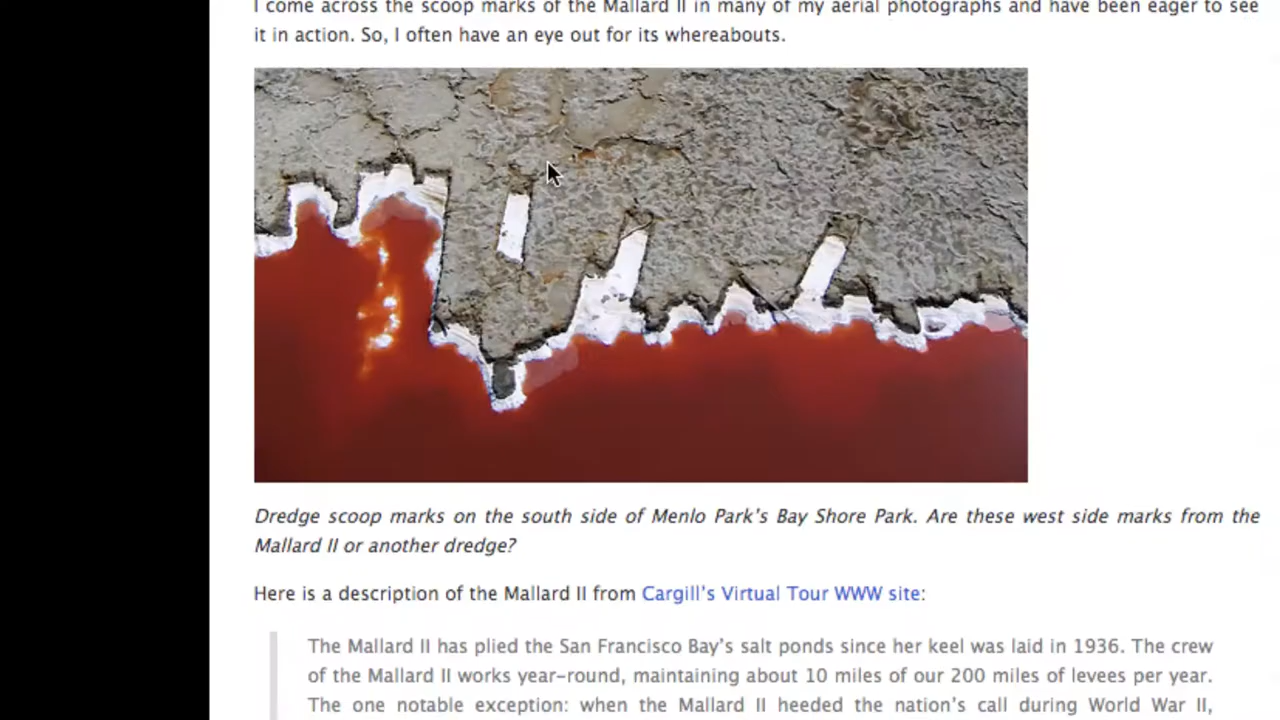 I come across the scoop marks of the Mallard II in many of my aerial photographs and have been eager to see
it in action. So, I often have an eye out for its whereabouts.
Dredge scoop marks on the south side of Menlo Park's Bay Shore Park. Are these west side marks from the
Mallard II or another dredge?
Here is a description of the Mallard II from Cargill's Virtual Tour WWW site:
The Mallard II has plied the San Francisco Bay's salt ponds since her keel was laid in 1936. The crew
of the Mallard II works year-round, maintaining about 10 miles of our 200 miles of levees per year.
The one notable exception: when the Mallard II heeded the nation's call during World War II,